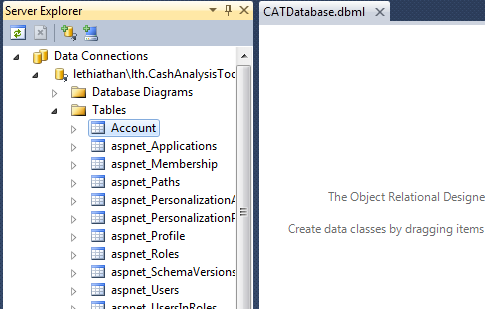 Server Explorer
CATDatabase.dbml
Data Connections
lethiathan\lth.CashAnalysisToo
Database Diagrams
Tables
Account
aspnet_Applications
aspnet_Membership
aspnet_Paths
aspnet_PersonalizationA
aspnet_PersonalizationP
aspnet_Profile
aspnet_Roles
aspnet_SchemaVersions
aspnet_Users
aspnet_UsersInRoles
The Object Relational Designe
Create data classes by dragging items